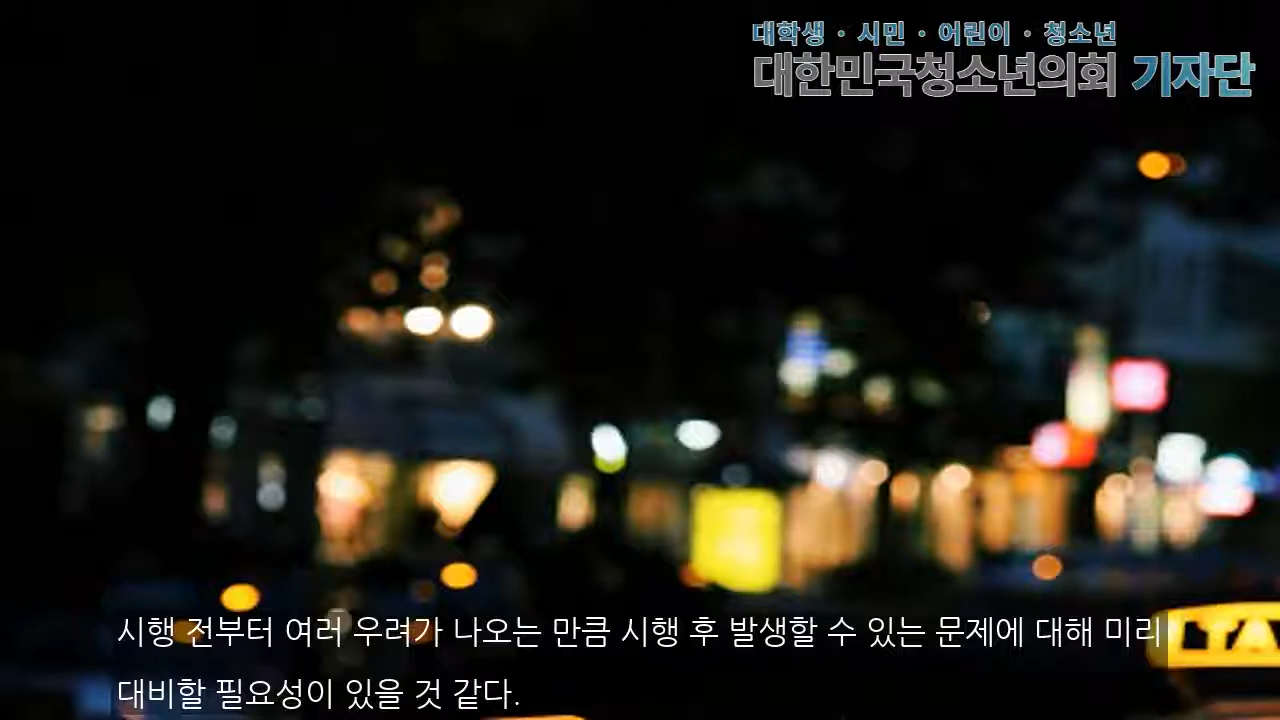 대학생 · 시민 · 어린이 · 청소년
대한민국청소년의회 기자단
시행 전부터 여러 우려가 나오는 만큼 시행 후 발생할 수 있는 문제에 대해 미리
대비할 필요성이 있을 것 같다.